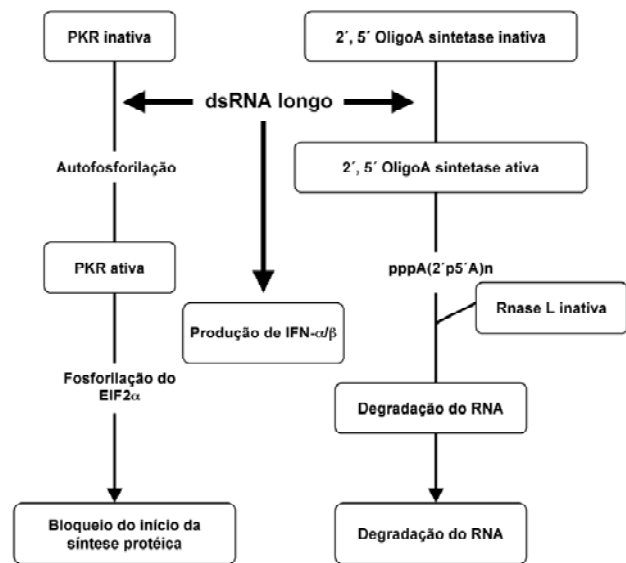 PKR inativa
2´, 5´ OligoA sintetase inativa
dsRNA longo
Autofosforilação
2´, 5´ OligoA sintetase ativa
PKR ativa
pppA(2´p5´A)n
Rnase L inativa
Produção de IFN-α/β
Fosforilação do
EIF2α
Degradação do RNA
Bloqueio do início da
síntese protéica
Degradação do RNA